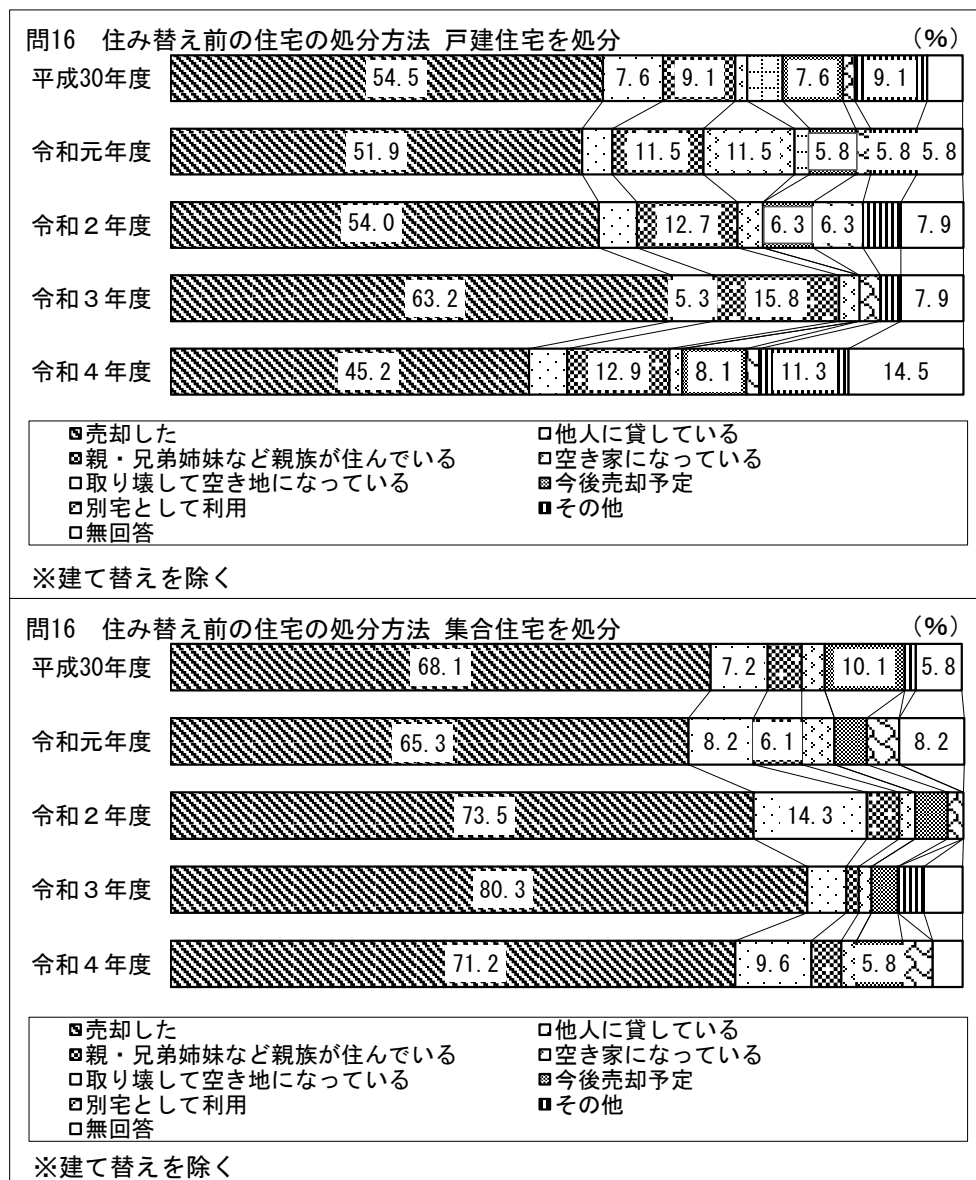 問16 住み替え前の住宅の処分方法 戸建住宅を処分 (%)
平成30年度 54.5 7.6 9.1 7.6 9.1
令和元年度 51.9 11.5 11.5 5.8 5.8 5.8
令和２年度 54.0 12.7 6.3 6.3 7.9
令和３年度 63.2 5.3 15.8 7.9
令和４年度 45.2 12.9 8.1 11.3 14.5
売却した 他人に貸している
親・兄弟姉妹など親族が住んでいる 空き家になっている
取り壊して空き地になっている 今後売却予定
別宅として利用 その他
無回答
※建て替えを除く
問16 住み替え前の住宅の処分方法 集合住宅を処分 (%)
平成30年度 68.1 7.2 10.1 5.8
令和元年度 65.3 8.2 6.1 8.2
令和２年度 73.5 14.3
令和３年度 80.3
令和４年度 71.2 9.6 5.8
売却した 他人に貸している
親・兄弟姉妹など親族が住んでいる 空き家になっている
取り壊して空き地になっている 今後売却予定
別宅として利用 その他
無回答
※建て替えを除く